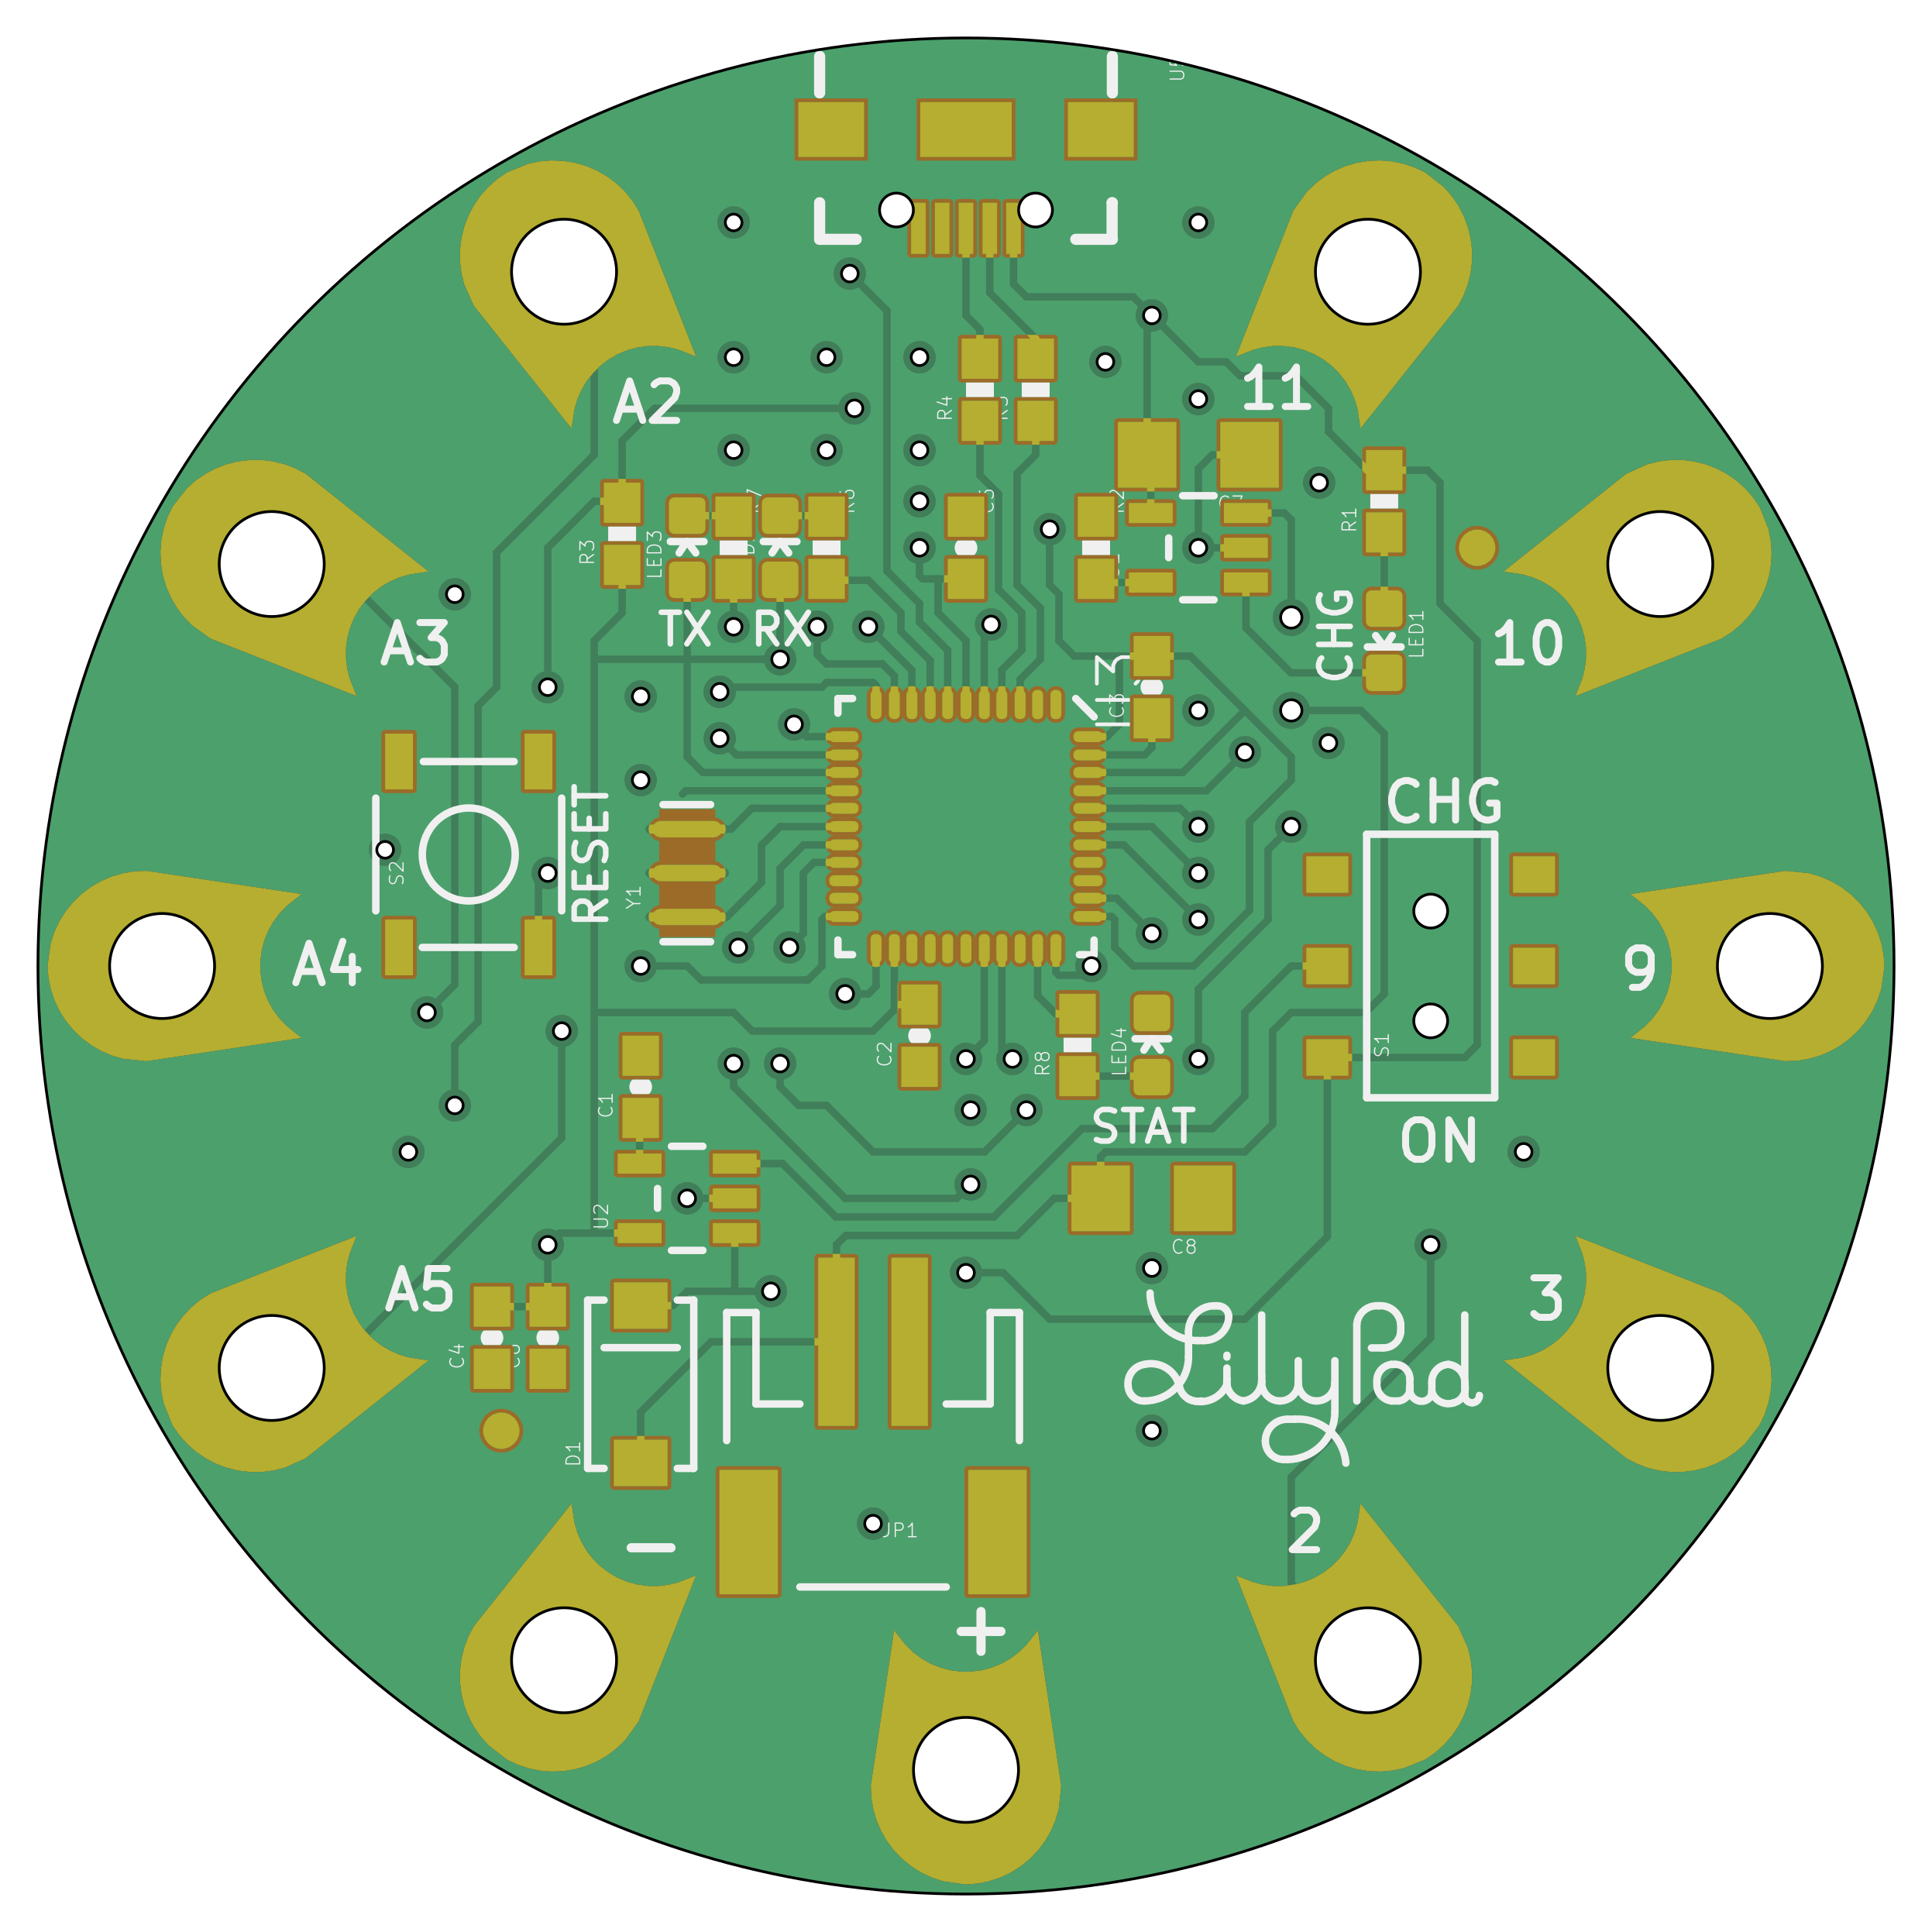 A2
11
R4
R3
LED3
R1
R2
TX
RX
CHG
LED1
A3
10
C3
CHG
RESET
S2
Y1
A4
9
C2
R8
LED4
S1
C1
STAT
ON
U2
C8
A5
3
C4
LilyPad
D1
2
JP1
−
+